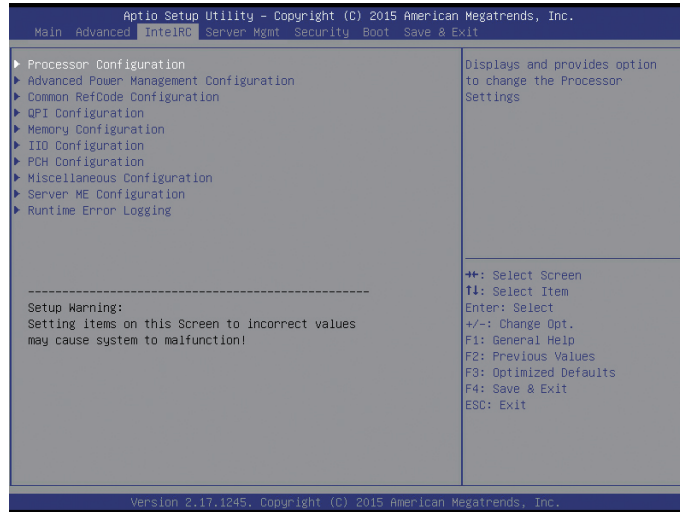 Aptio Setup Utility – Copyright (C) 2015 American Megatrends, Inc.
Main Advanced IntelRC Server Mgmt Security Boot Save & Exit
Processor Configuration
Advanced Power Management Configuration
Common RefCode Configuration
QPI Configuration
Memory Configuration
IIO Configuration
PCH Configuration
Miscellaneous Configuration
Server ME Configuration
Runtime Error Logging
--------------------------------------------------
Setup Warning:
Setting items on this Screen to incorrect values
may cause system to malfunction!
Displays and provides option
to change the Processor
Settings
→←: Select Screen
↑↓: Select Item
Enter: Select
+/-: Change Opt.
F1: General Help
F2: Previous Values
F3: Optimized Defaults
F4: Save & Exit
ESC: Exit
Version 2.17.1245. Copyright (C) 2015 American Megatrends, Inc.